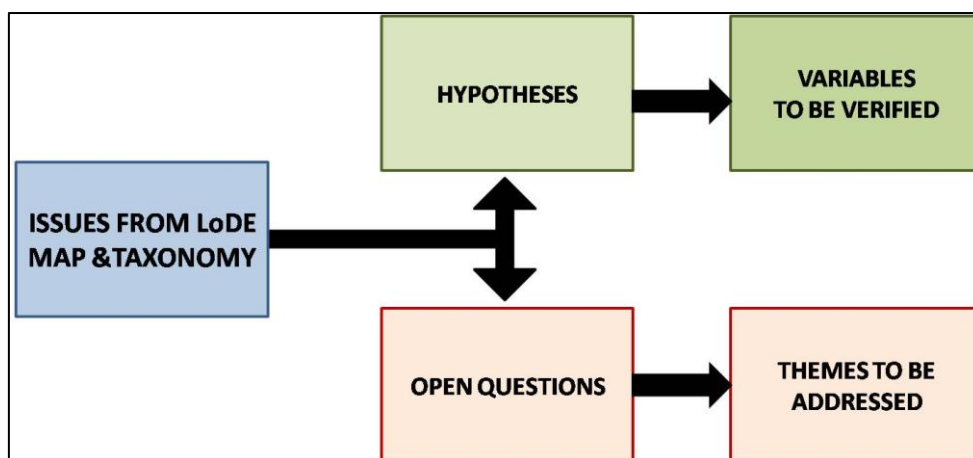 HYPOTHESES
VARIABLES
TO BE VERIFIED
ISSUES FROM LoDE
MAP &TAXONOMY
OPEN QUESTIONS
THEMES TO BE
ADDRESSED